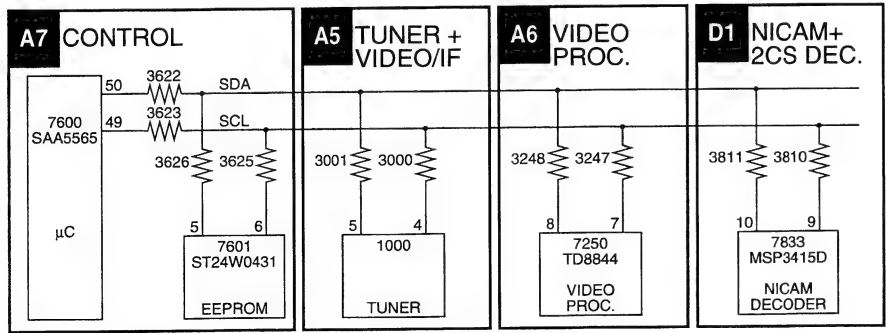 A7 CONTROL
50
3622
SDA
7600
SAA5565
49
3623
SCL
3626
3625
µC
5
6
7601
ST24W0431
EEPROM
A5 TUNER +
VIDEO/IF
3001
3000
5
4
1000
TUNER
A6 VIDEO
PROC.
3248
3247
8
7
7250
TD8844
VIDEO
PROC.
D1 NICAM+
2CS DEC.
3811
3810
10
9
7833
MSP3415D
NICAM
DECODER